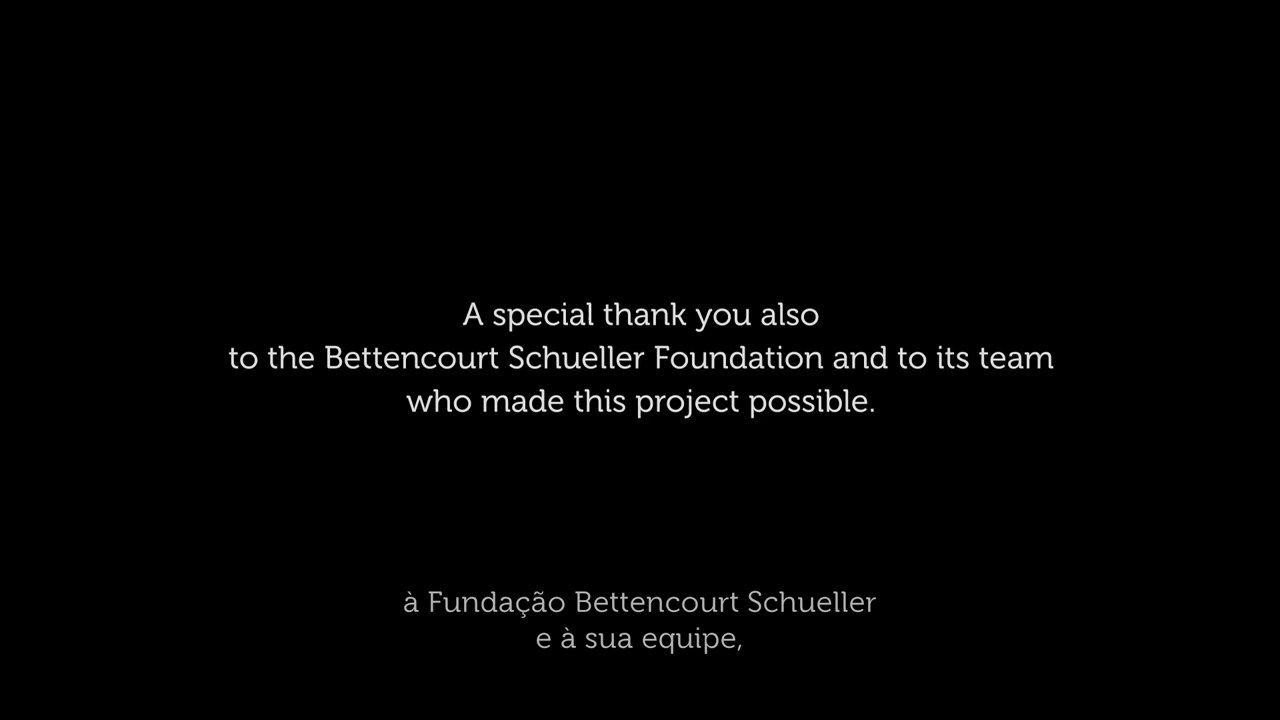 A special thank you also
to the Bettencourt Schueller Foundation and to its team
who made this project possible.
à Fundação Bettencourt Schueller
e à sua equipe,